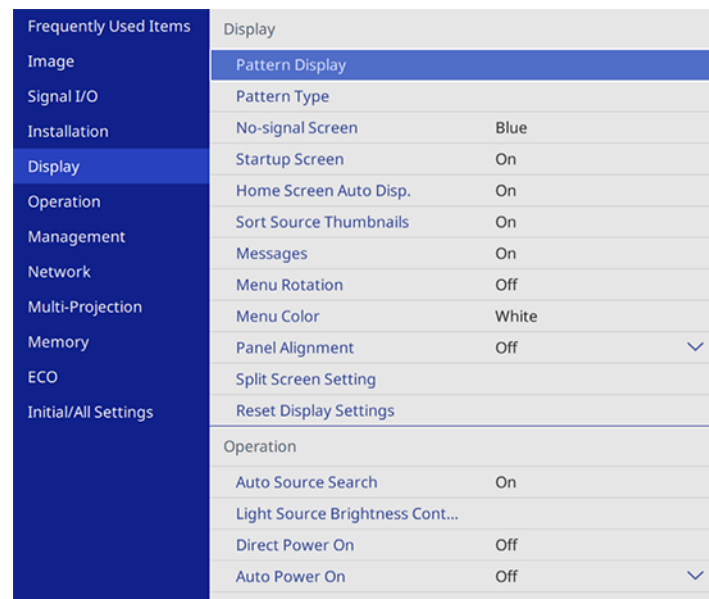 Frequently Used Items
Image
Signal I/O
Installation
Display
Operation
Management
Network
Multi-Projection
Memory
ECO
Initial/All Settings
Display
Pattern Display
Pattern Type
No-signal Screen Blue
Startup Screen On
Home Screen Auto Disp. On
Sort Source Thumbnails On
Messages On
Menu Rotation Off
Menu Color White
Panel Alignment Off
Split Screen Setting
Reset Display Settings
Operation
Auto Source Search On
Light Source Brightness Cont...
Direct Power On Off
Auto Power On Off